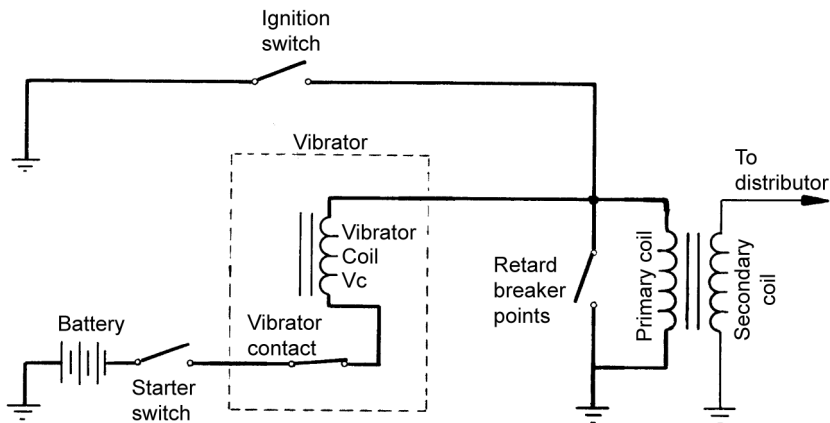 Ignition
switch
Vibrator
To
distributor
Vibrator
Coil
Vc
Retard
breaker
points
Primary coil
Secondary
coil
Battery
Vibrator
contact
Starter
switch